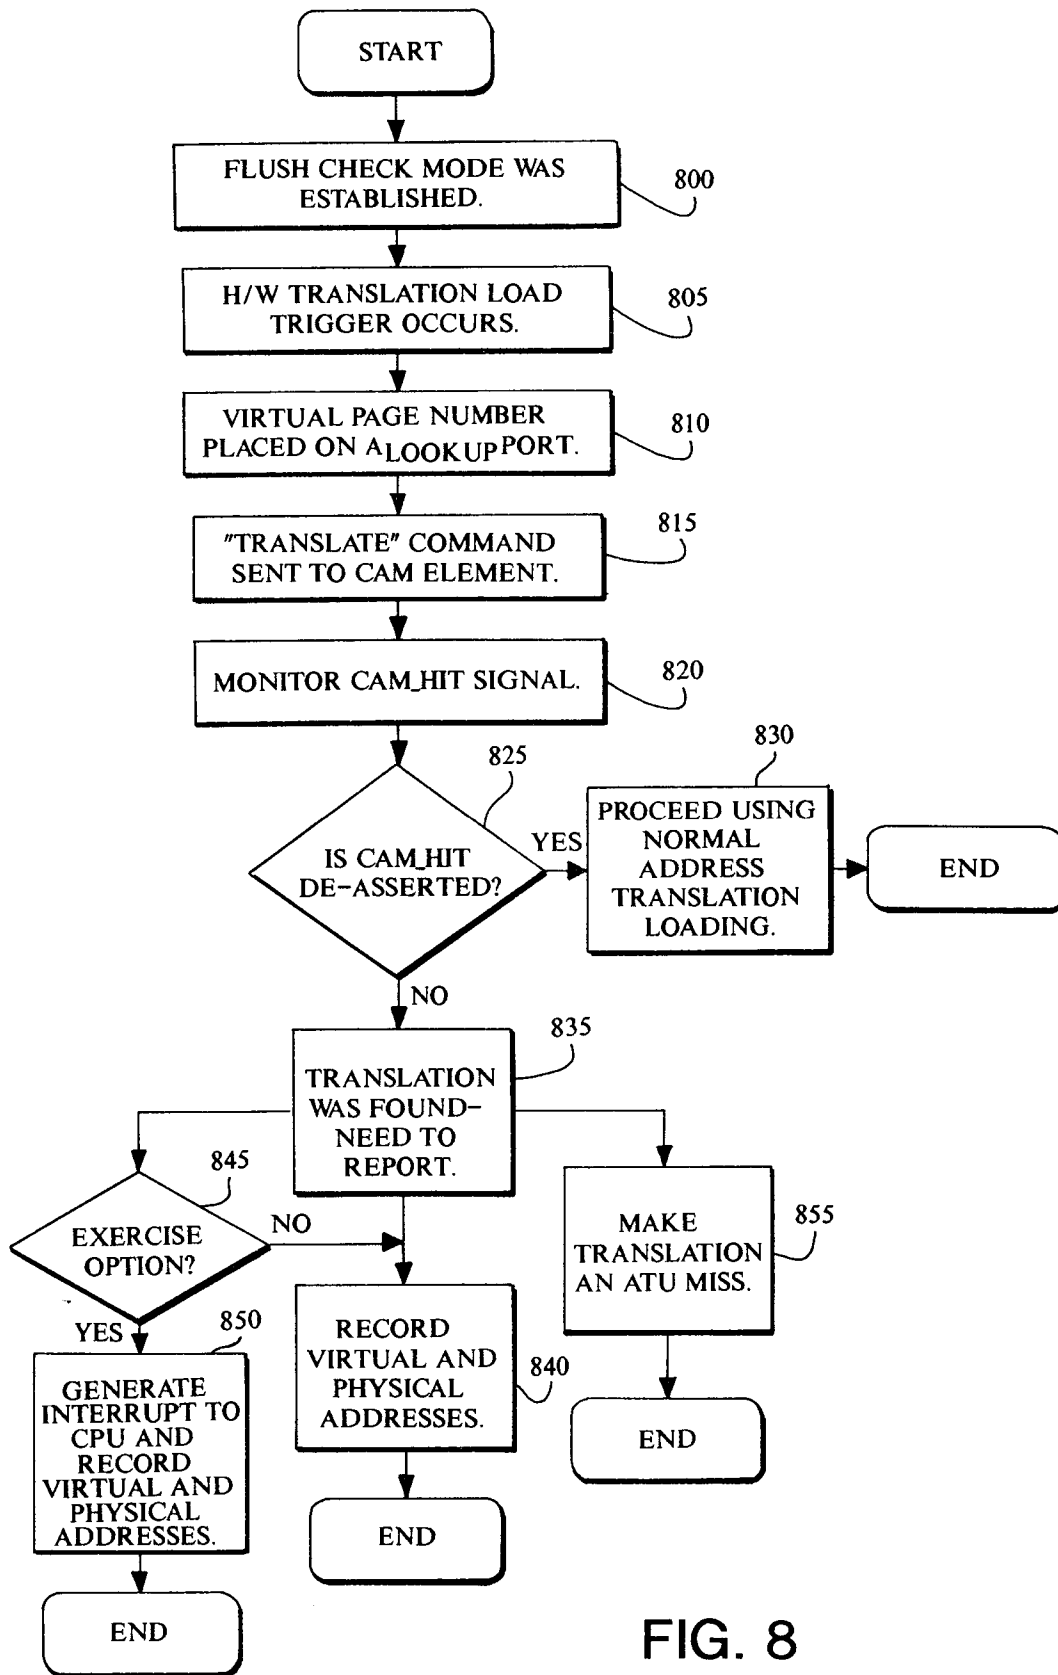 START
FLUSH CHECK MODE WAS
ESTABLISHED.
800
H/W TRANSLATION LOAD
TRIGGER OCCURS.
805
VIRTUAL PAGE NUMBER
PLACED ON ALOOKUP PORT.
810
"TRANSLATE" COMMAND
SENT TO CAM ELEMENT.
815
MONITOR CAM_HIT SIGNAL.
820
825
IS CAM_HIT
DE-ASSERTED?
YES
830
PROCEED USING
NORMAL
ADDRESS
TRANSLATION
LOADING.
END
NO
835
TRANSLATION
WAS FOUND-
NEED TO
REPORT.
845
EXERCISE
OPTION?
NO
YES
850
GENERATE
INTERRUPT TO
CPU AND
RECORD
VIRTUAL AND
PHYSICAL
ADDRESSES.
END
RECORD
VIRTUAL AND
PHYSICAL
ADDRESSES.
840
END
MAKE
TRANSLATION
AN ATU MISS.
855
END
FIG. 8